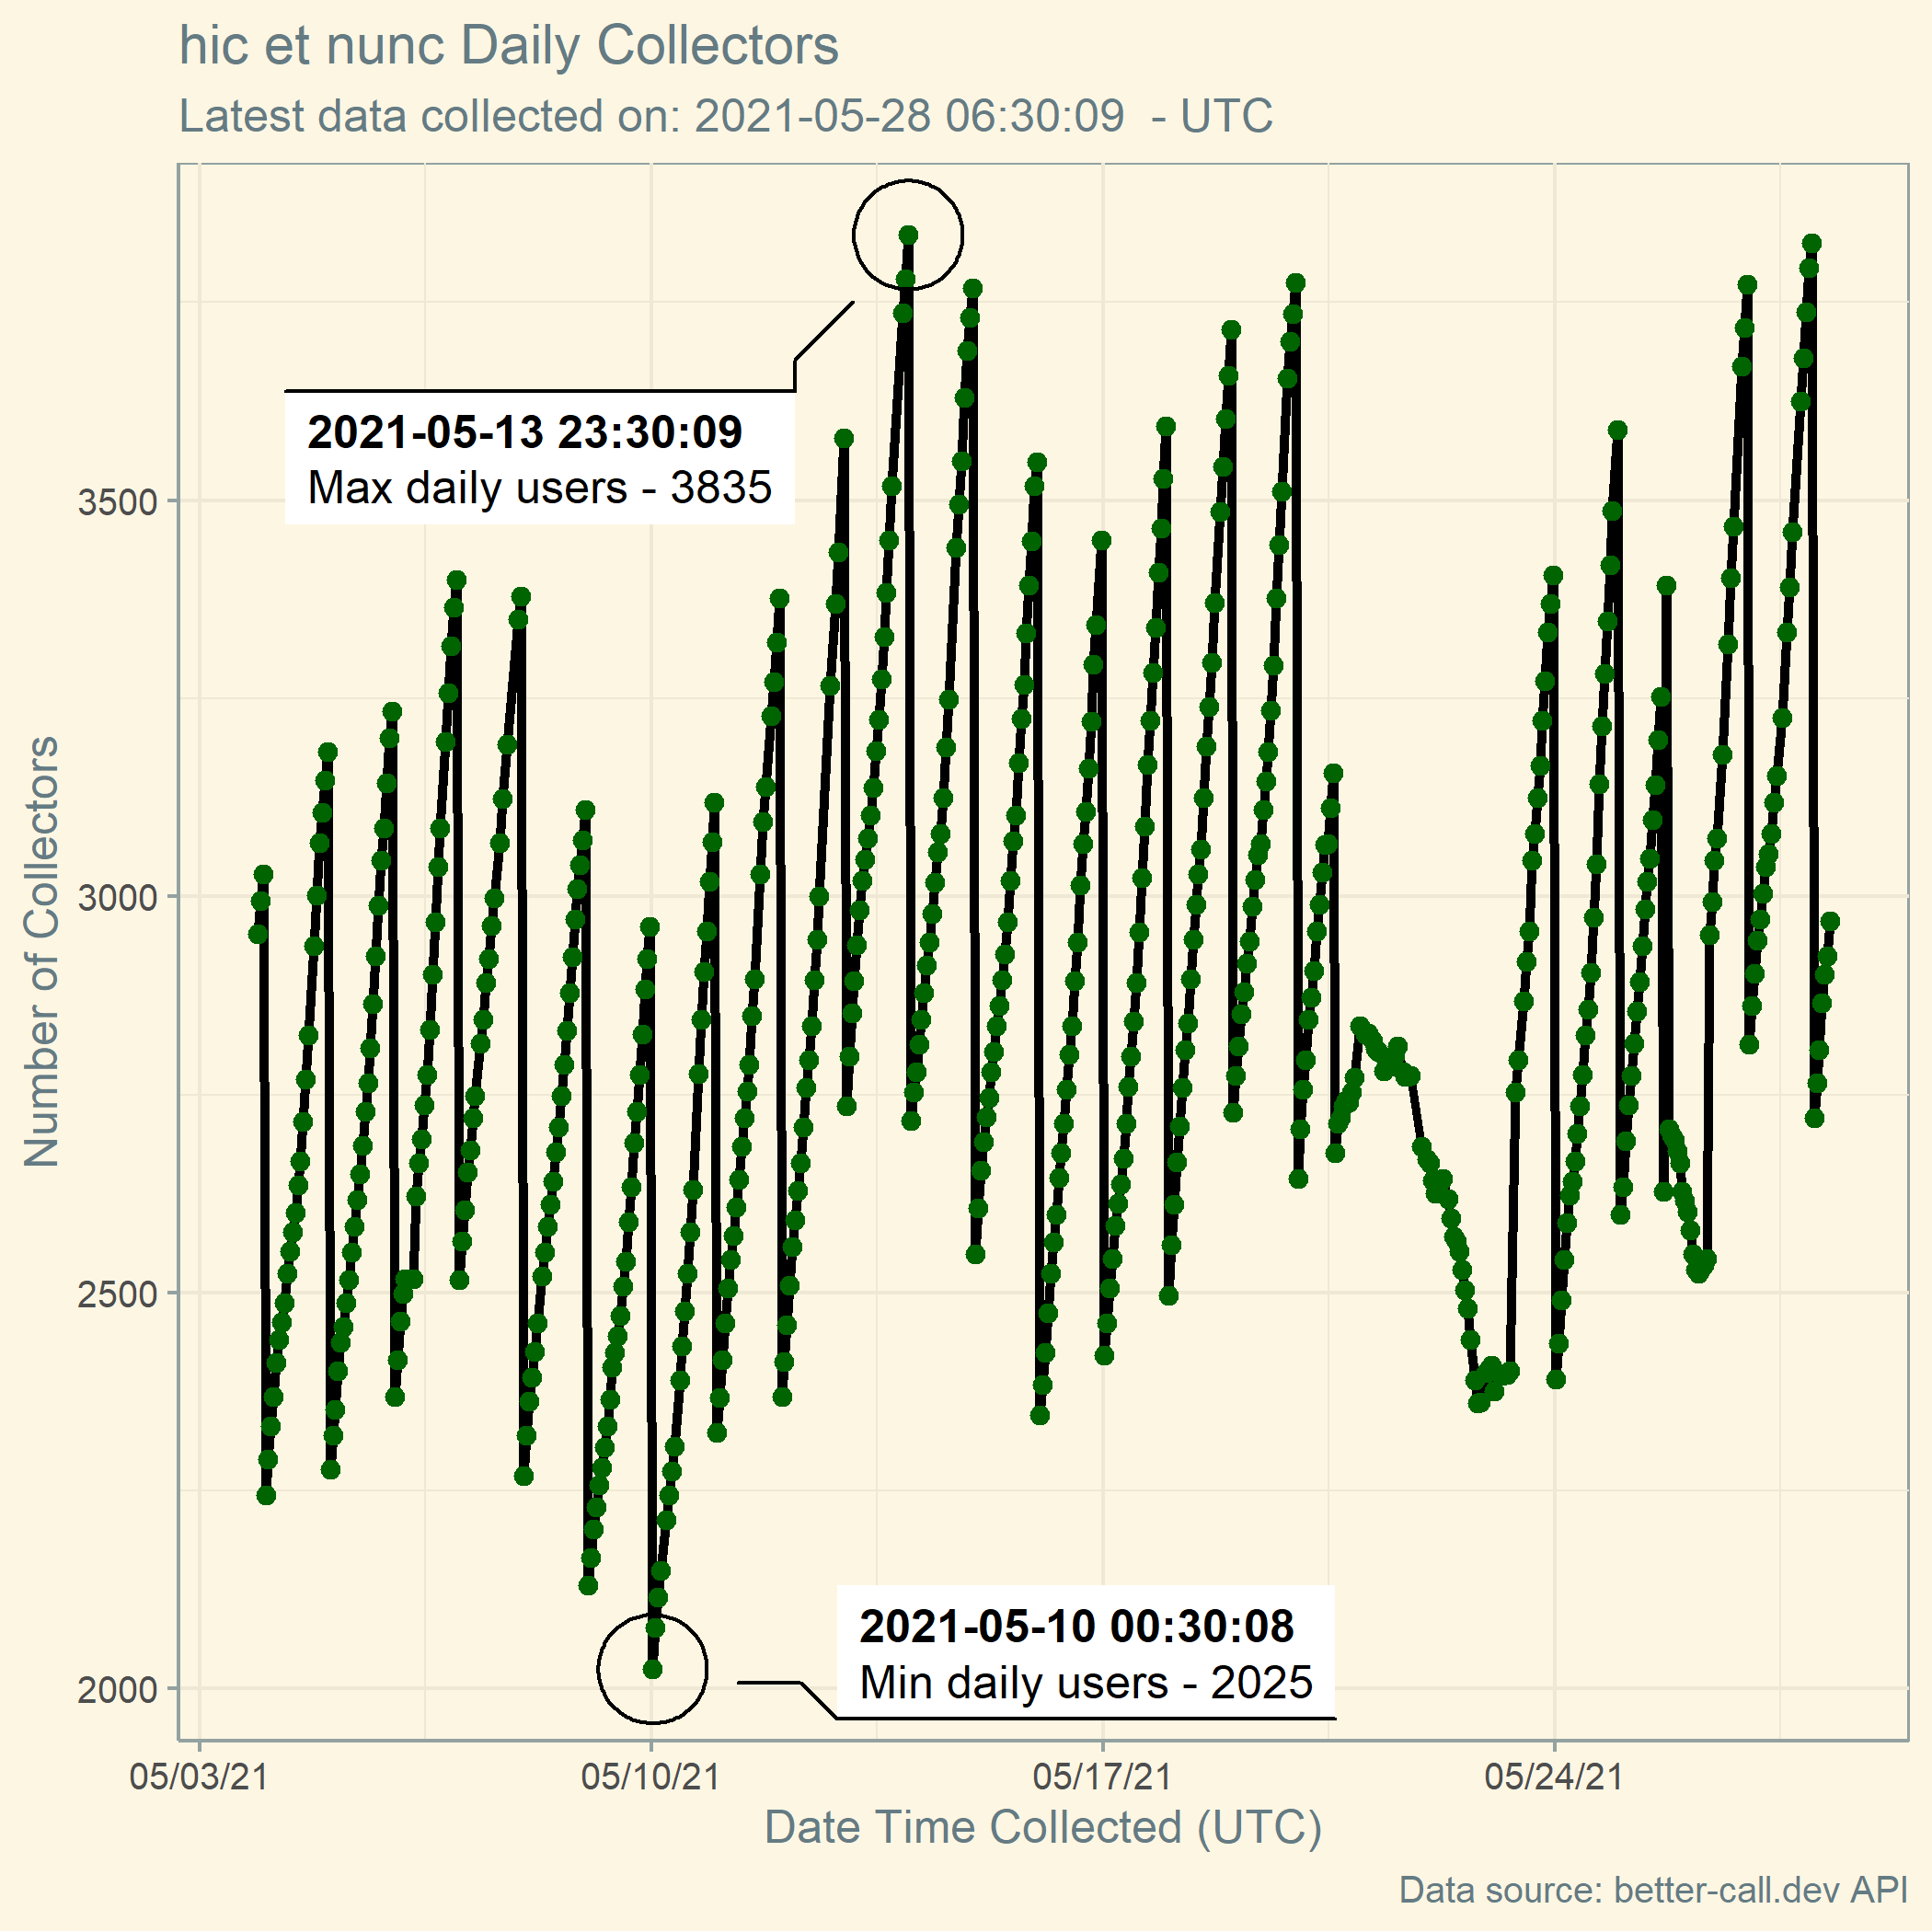 hic et nunc Daily Collectors
Latest data collected on: 2021-05-28 06:30:09  - UTC
2021-05-13 23:30:09
Max daily users - 3835
3500
3000
2500
2000
Number of Collectors
2021-05-10 00:30:08
Min daily users - 2025
05/03/21
05/10/21
05/17/21
05/24/21
Date Time Collected (UTC)
Data source: better-call.dev API